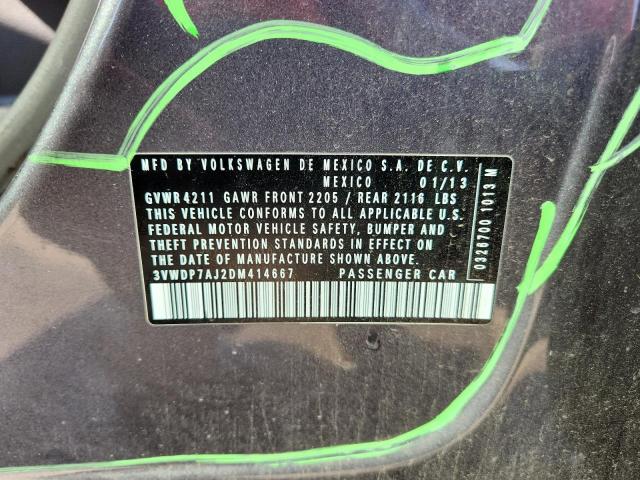 MFD BY VOLKSWAGEN DE MEXICO S.A. DE C.V.
MEXICO 01/13
GVWR 4211 GAWR FRONT 2205 / REAR 2116 LBS
THIS VEHICLE CONFORMS TO ALL APPLICABLE U.S.
FEDERAL MOTOR VEHICLE SAFETY, BUMPER AND
THEFT PREVENTION STANDARDS IN EFFECT ON
THE DATE OF MANUFACTURE SHOWN ABOVE.
3VWDP7AJ2DM414667 PASSENGER CAR
0326700 1013 M